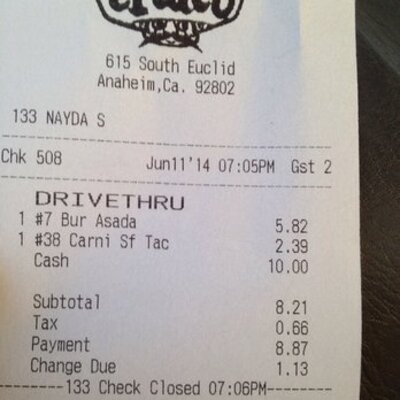 615 South Euclid
Anaheim,Ca. 92802
133 NAYDA S
Chk 508 Jun11'14 07:05PM Gst 2
DRIVETHRU
1 #7 Bur Asada 5.82
1 #38 Carni Sf Tac 2.39
Cash 10.00
Subtotal 8.21
Tax 0.66
Payment 8.87
Change Due 1.13
--------133 Check Closed 07:06PM--------